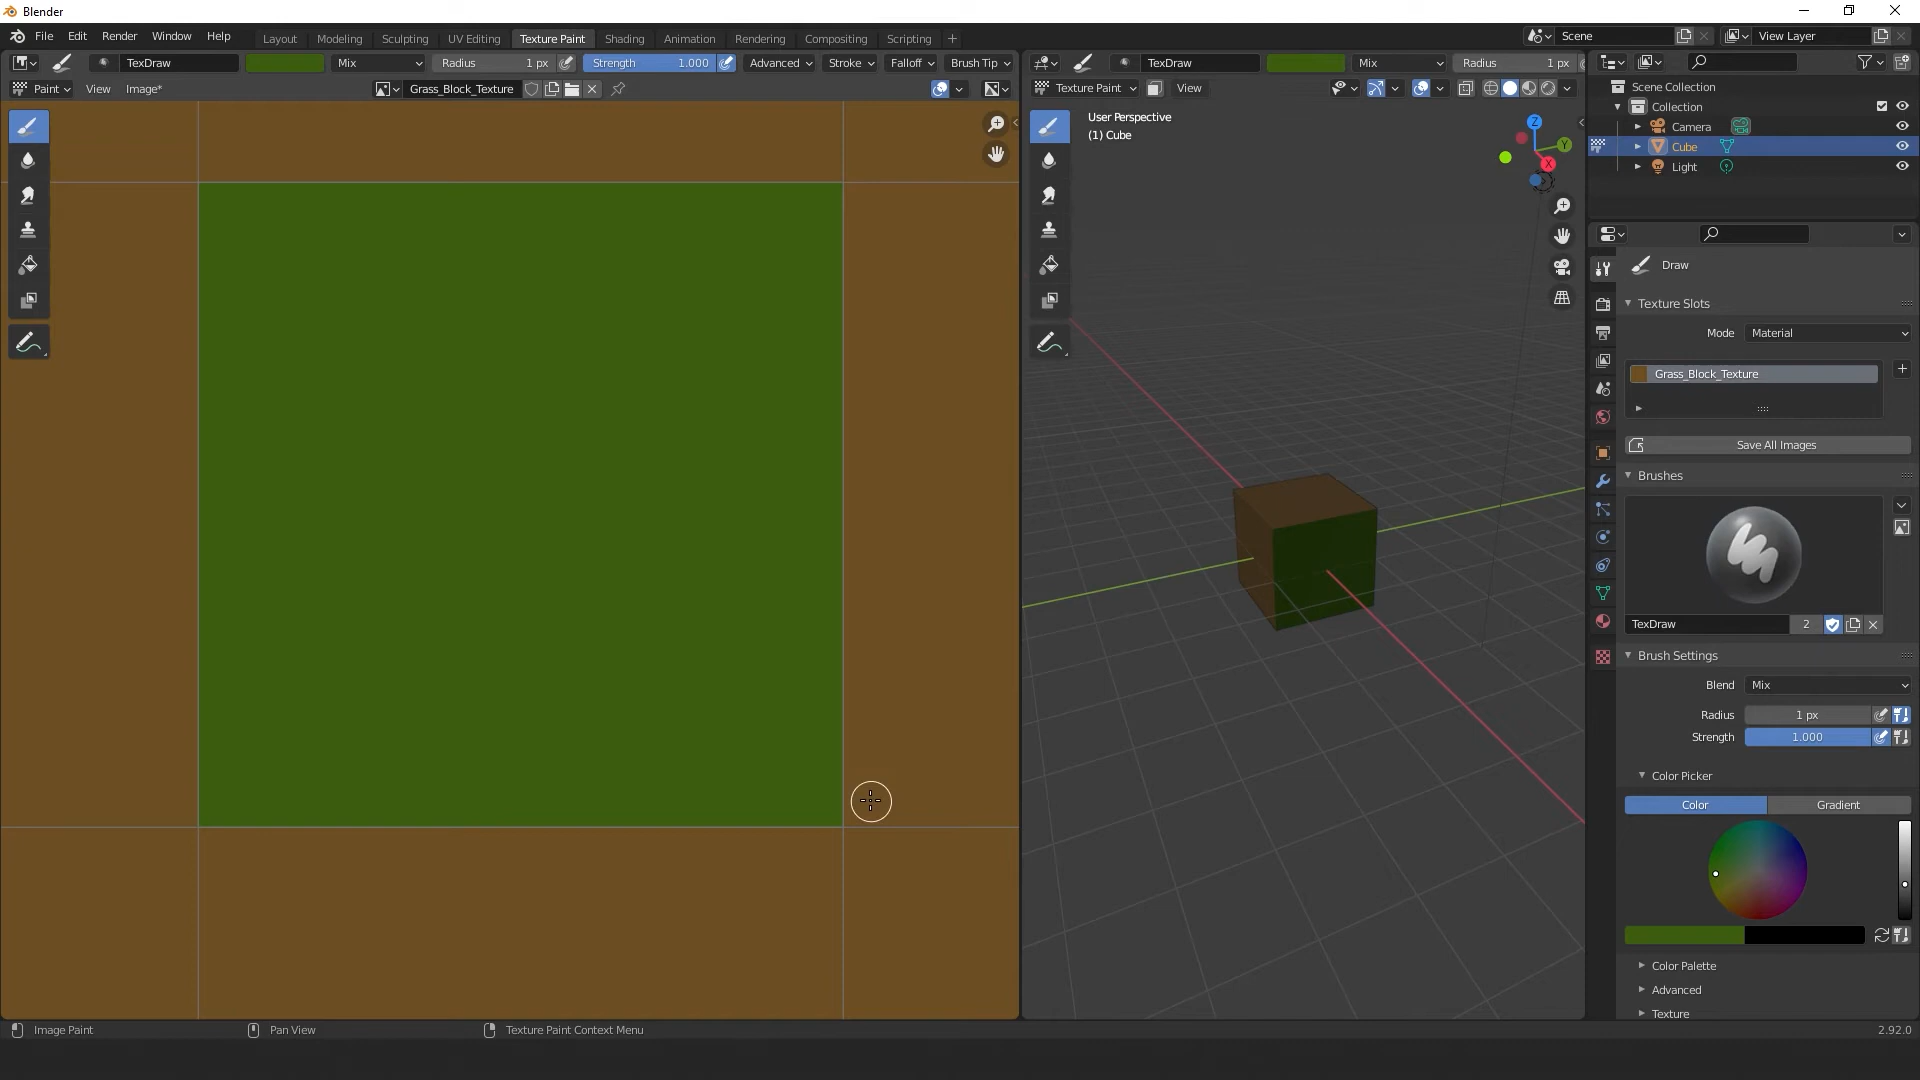 Blender
File Edit Render Window Help
Layout Modeling Sculpting UV Editing Texture Paint Shading Animation Rendering Compositing Scripting
Scene
View Layer
TexDraw Mix Radius 1 px Strength 1.000 Advanced Stroke Falloff Brush Tip
TexDraw Mix Radius 1 px
Paint View Image* Grass_Block_Texture
Texture Paint View
User Perspective
(1) Cube
Z
Y
X
Scene Collection
Collection
Camera
Cube
Light
Draw
Texture Slots
Mode Material
Grass_Block_Texture
Save All Images
Brushes
TexDraw 2
Brush Settings
Blend Mix
Radius 1 px
Strength 1.000
Color Picker
Color Gradient
Color Palette
Advanced
Texture
Image Paint Pan View Texture Paint Context Menu 2.92.0